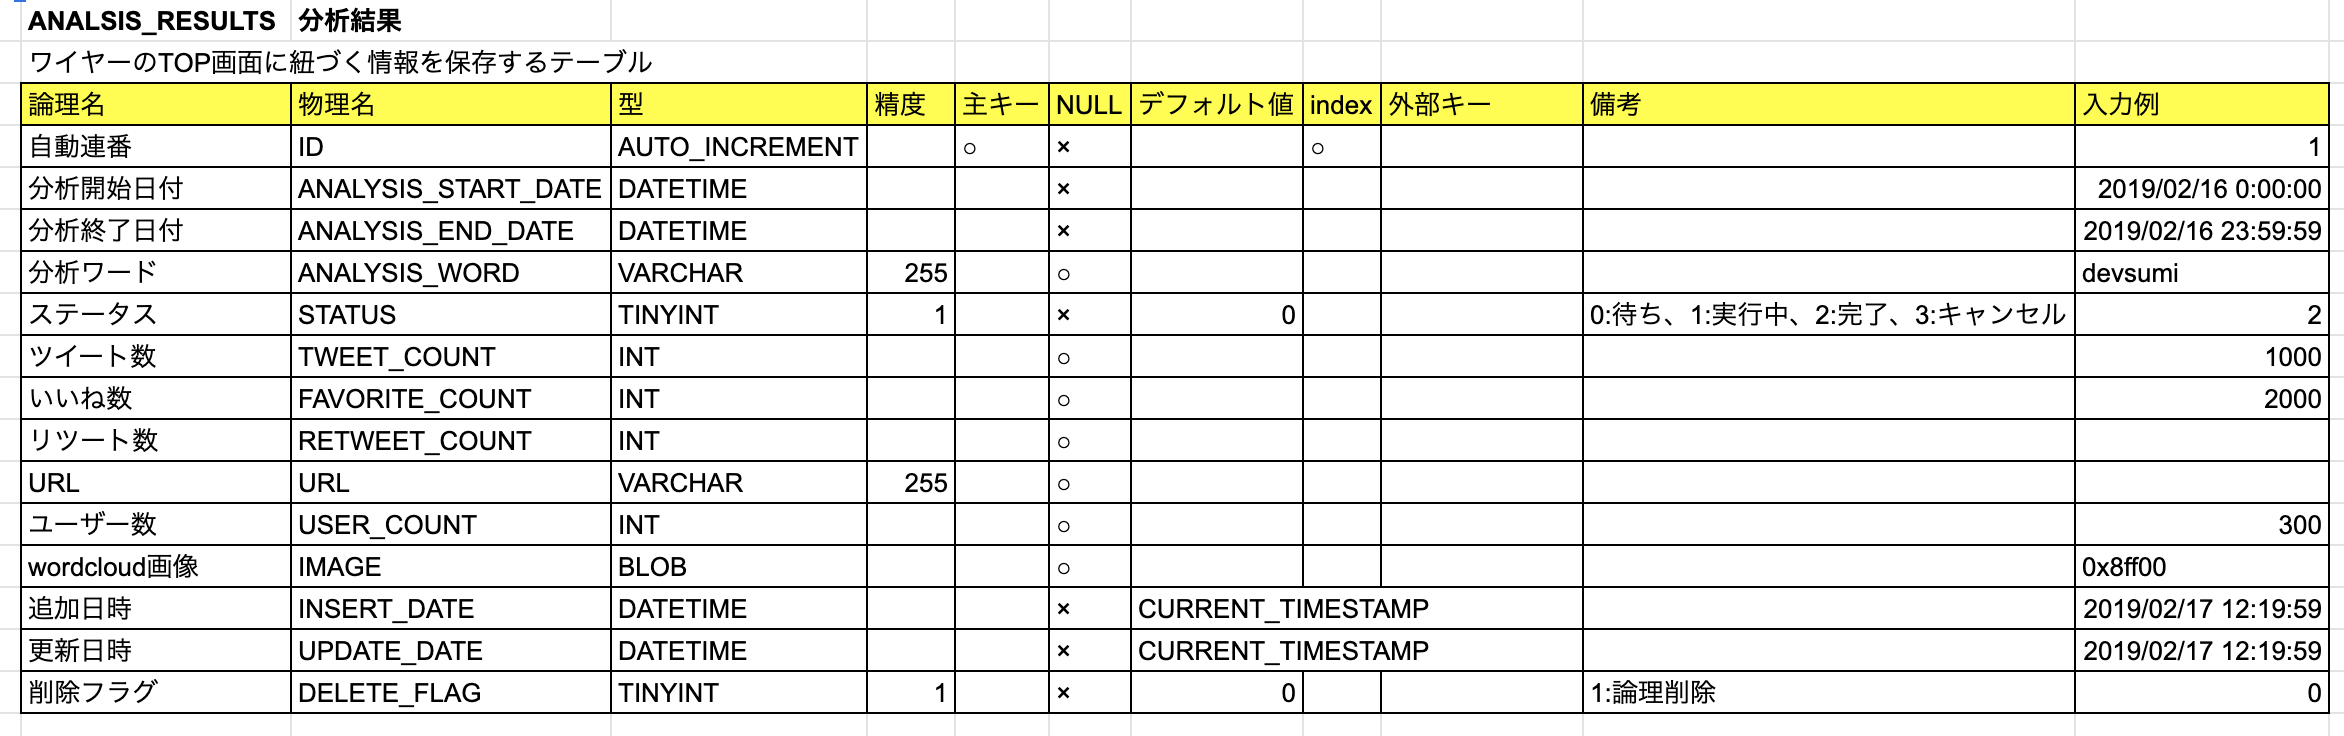 ANALSIS_RESULTS 分析結果
ワイヤーのTOP画面に紐づく情報を保存するテーブル
論理名 物理名 型 精度 主キー NULL デフォルト値 index 外部キー 備考 入力例
自動連番 ID AUTO_INCREMENT ○ × ○ 1
分析開始日付 ANALYSIS_START_DATE DATETIME × 2019/02/16 0:00:00
分析終了日付 ANALYSIS_END_DATE DATETIME × 2019/02/16 23:59:59
分析ワード ANALYSIS_WORD VARCHAR 255 ○ devsumi
ステータス STATUS TINYINT 1 × 0 0:待ち、1:実行中、2:完了、3:キャンセル 2
ツイート数 TWEET_COUNT INT ○ 1000
いいね数 FAVORITE_COUNT INT ○ 2000
リツート数 RETWEET_COUNT INT ○
URL URL VARCHAR 255 ○
ユーザー数 USER_COUNT INT ○ 300
wordcloud画像 IMAGE BLOB ○ 0x8ff00
追加日時 INSERT_DATE DATETIME × CURRENT_TIMESTAMP 2019/02/17 12:19:59
更新日時 UPDATE_DATE DATETIME × CURRENT_TIMESTAMP 2019/02/17 12:19:59
削除フラグ DELETE_FLAG TINYINT 1 × 0 1:論理削除 0